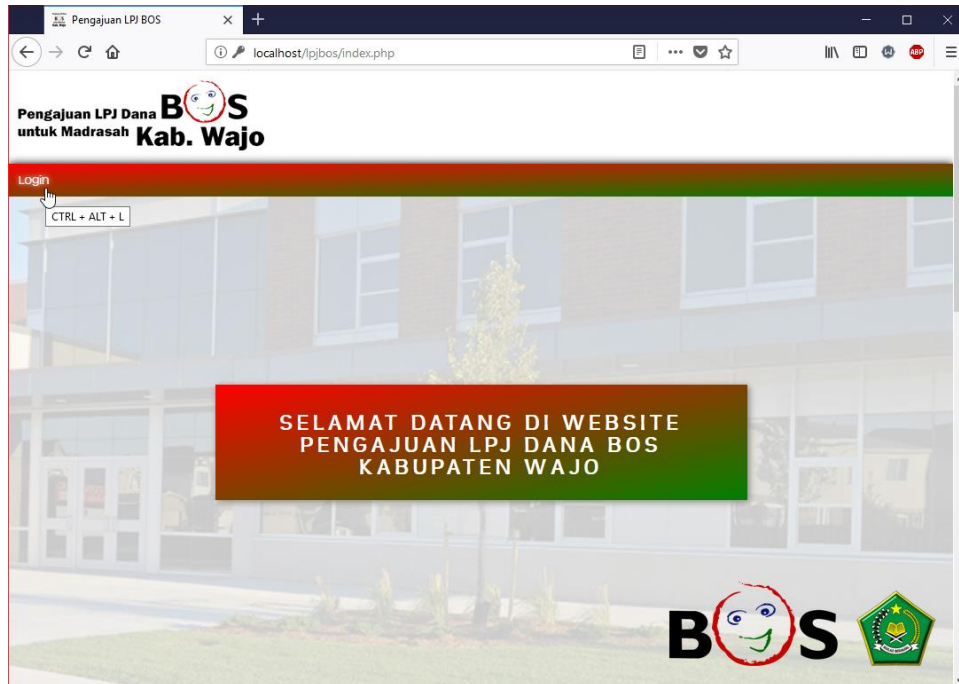 Pengajuan LPJ BOS
localhost/lpjbos/index.php
ABP
Pengajuan LPJ Dana BOS
untuk Madrasah Kab. Wajo
Login
CTRL + ALT + L
SELAMAT DATANG DI WEBSITE
PENGAJUAN LPJ DANA BOS
KABUPATEN WAJO
BOS